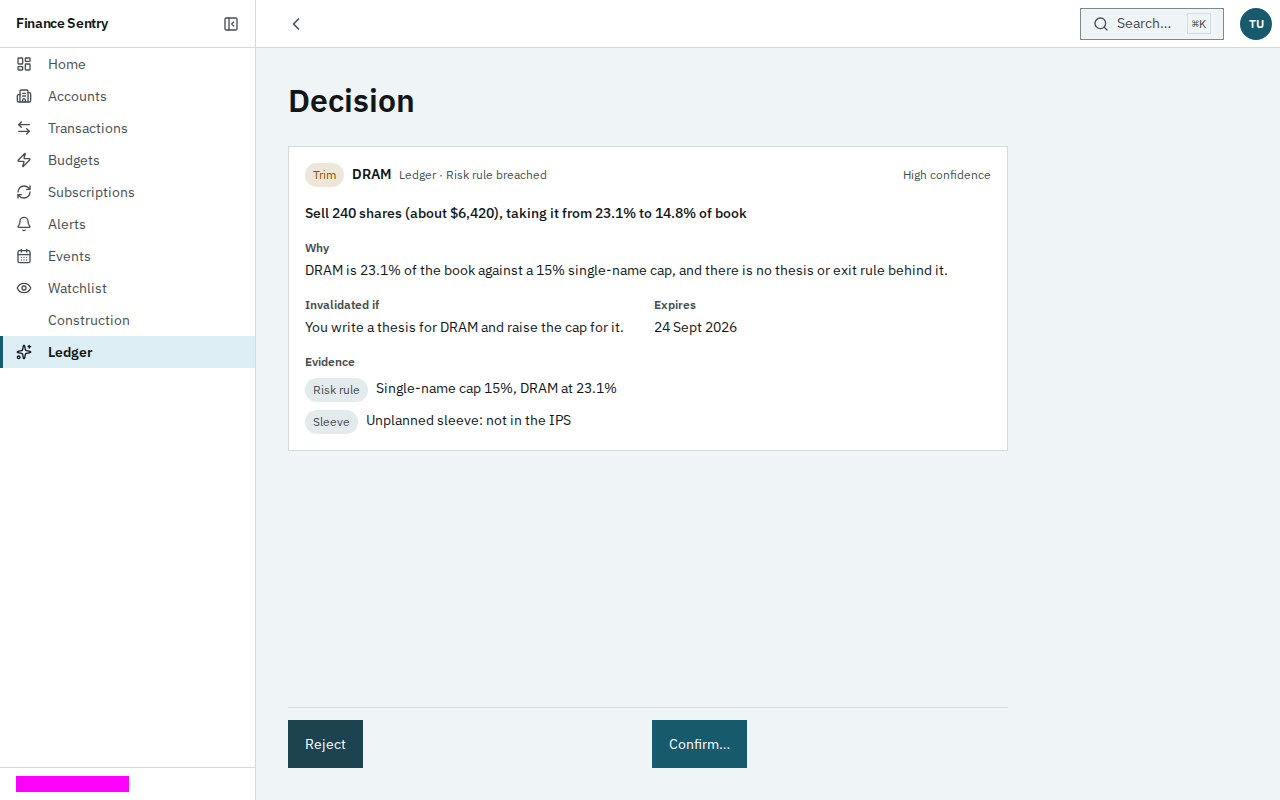 Finance Sentry
Search...
⌘K
TU
Home
Accounts
Transactions
Budgets
Subscriptions
Alerts
Events
Watchlist
Construction
Ledger
Decision
Trim DRAM Ledger · Risk rule breached High confidence
Sell 240 shares (about $6,420), taking it from 23.1% to 14.8% of book
Why
DRAM is 23.1% of the book against a 15% single-name cap, and there is no thesis or exit rule behind it.
Invalidated if
You write a thesis for DRAM and raise the cap for it.
Expires
24 Sept 2026
Evidence
Risk rule Single-name cap 15%, DRAM at 23.1%
Sleeve Unplanned sleeve: not in the IPS
Reject
Confirm...